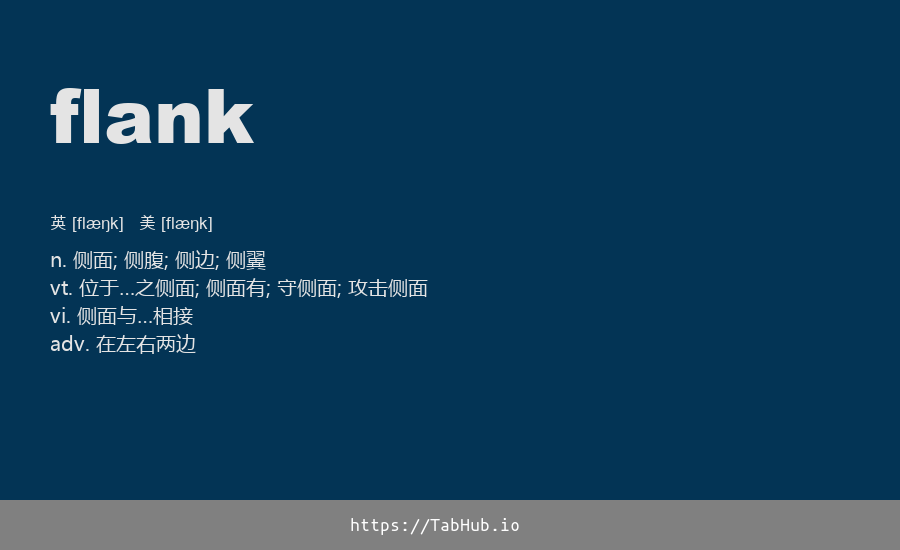 flank
英 [flæŋk] 美 [flæŋk]
n. 侧面; 侧腹; 侧边; 侧翼
vt. 位于…之侧面; 侧面有; 守侧面; 攻击侧面
vi. 侧面与…相接
adv. 在左右两边
https://TabHub.io